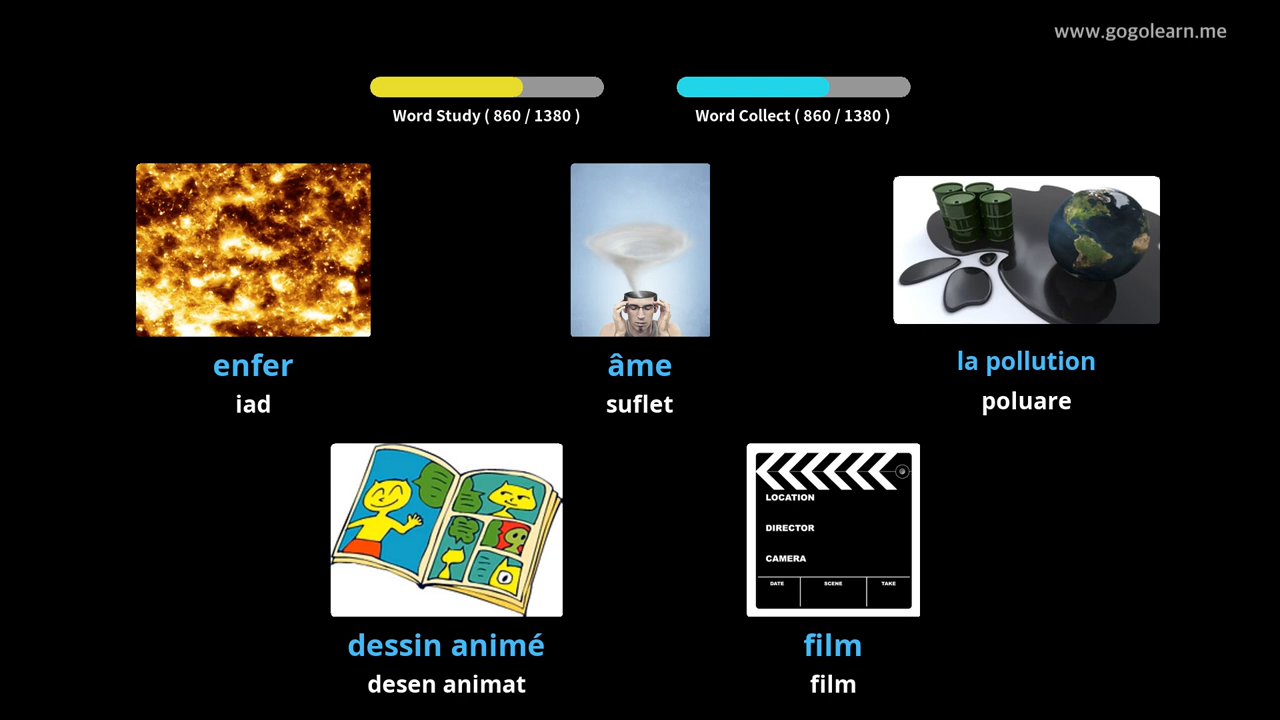 www.gogolearn.me
Word Study ( 860 / 1380 )
Word Collect ( 860 / 1380 )
enfer
iad
âme
suflet
la pollution
poluare
LOCATION
DIRECTOR
CAMERA
DATE
SCENE
TAKE
dessin animé
desen animat
film
film